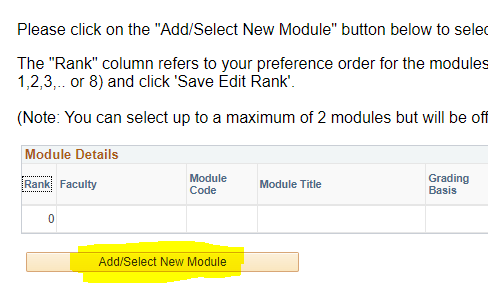 Please click on the "Add/Select New Module" button below to selec
The "Rank" column refers to your preference order for the modules
1,2,3,.. or 8) and click 'Save Edit Rank'.
(Note: You can select up to a maximum of 2 modules but will be off
Module Details
Rank Faculty Module Code Module Title Grading Basis
0
Add/Select New Module